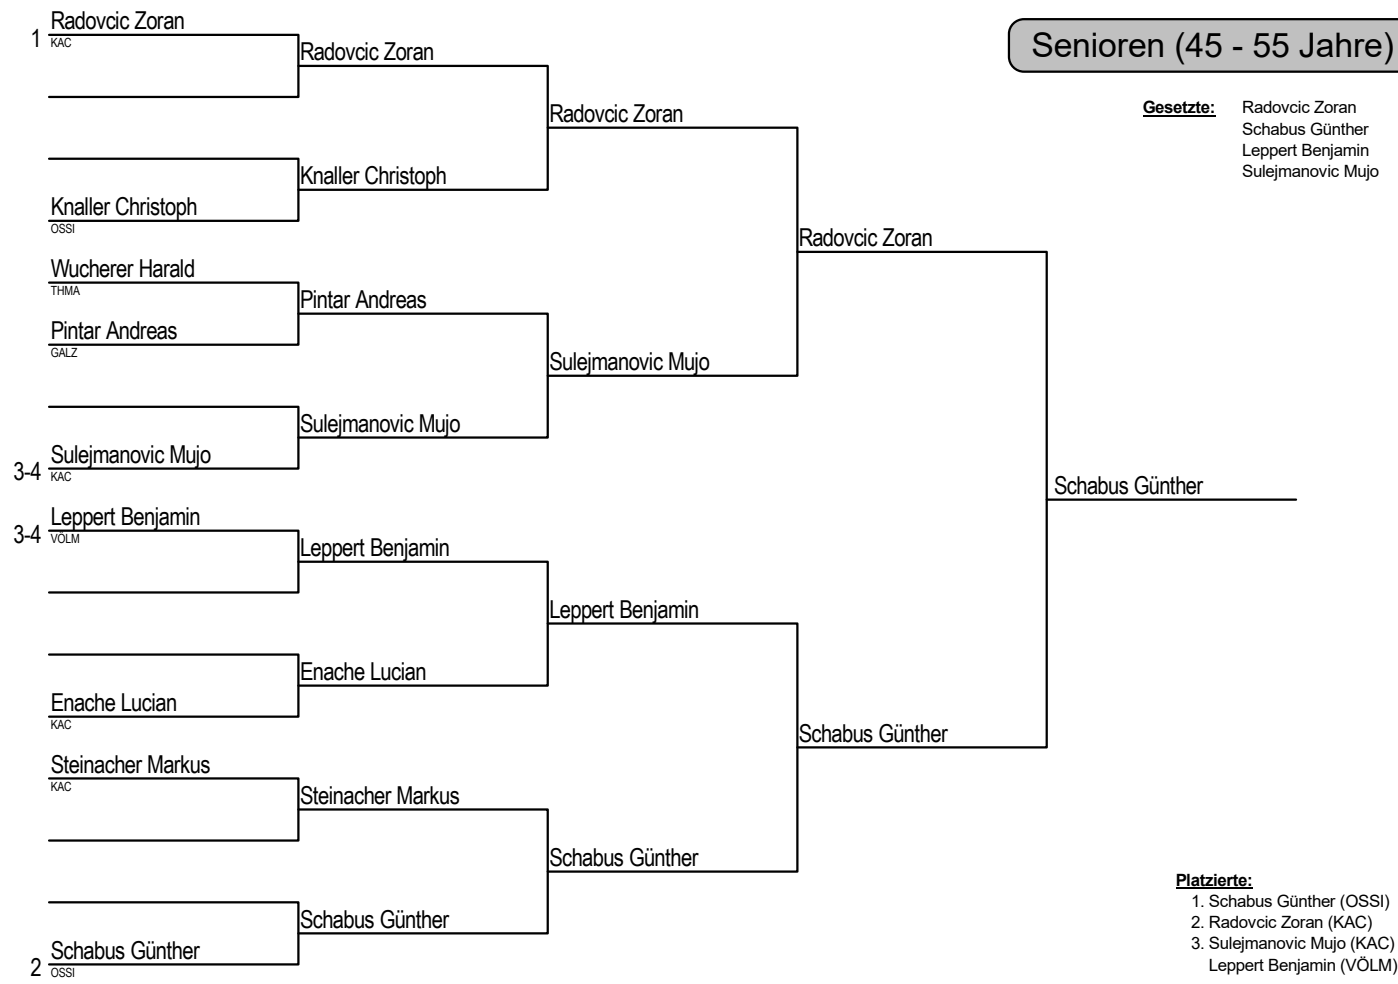 Senioren (45 - 55 Jahre)
Gesetzte: Radovcic Zoran
Schabus Günther
Leppert Benjamin
Sulejmanovic Mujo
1 Radovcic Zoran
KAC
Knaller Christoph
OSSI
Wucherer Harald
THMA
Pintar Andreas
GALZ
Sulejmanovic Mujo
3-4 KAC
Leppert Benjamin
3-4 VÖLM
Enache Lucian
KAC
Steinacher Markus
KAC
Schabus Günther
2 OSSI
Radovcic Zoran
Knaller Christoph
Pintar Andreas
Sulejmanovic Mujo
Leppert Benjamin
Enache Lucian
Steinacher Markus
Schabus Günther
Radovcic Zoran
Sulejmanovic Mujo
Leppert Benjamin
Schabus Günther
Radovcic Zoran
Schabus Günther
Schabus Günther
Platzierte:
1. Schabus Günther (OSSI)
2. Radovcic Zoran (KAC)
3. Sulejmanovic Mujo (KAC)
Leppert Benjamin (VÖLM)